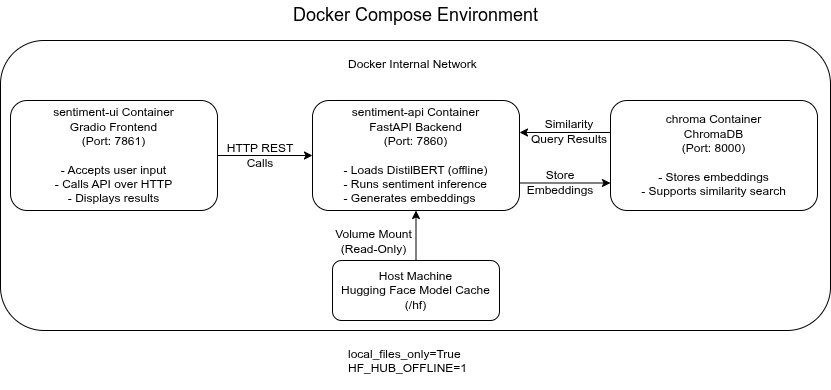 Docker Compose Environment
Docker Internal Network
sentiment-ui Container
Gradio Frontend
(Port: 7861)
- Accepts user input
- Calls API over HTTP
- Displays results
HTTP REST
Calls
sentiment-api Container
FastAPI Backend
(Port: 7860)
- Loads DistilBERT (offline)
- Runs sentiment inference
- Generates embeddings
Similarity
Query Results
Store
Embeddings
chroma Container
ChromaDB
(Port: 8000)
- Stores embeddings
- Supports similarity search
Volume Mount
(Read-Only)
Host Machine
Hugging Face Model Cache
(/hf)
local_files_only=True
HF_HUB_OFFLINE=1